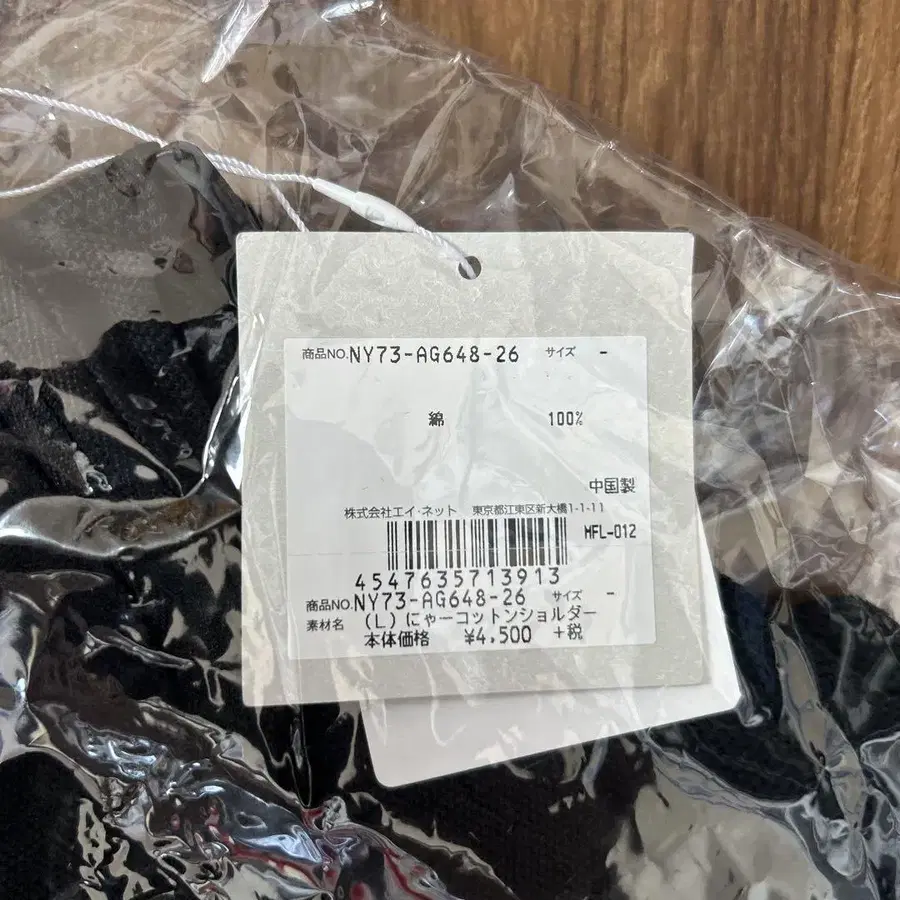 商品NO.NY73-AG648-26 サイズ -
綿 100%
中国製
株式会社エイ・ネット 東京都江東区新大橋1-1-11
MFL-012
4547635713913
商品NO.NY73-AG648-26 サイズ -
素材名 (L)にゃーコットンショルダー
本体価格 ¥4,500 +税